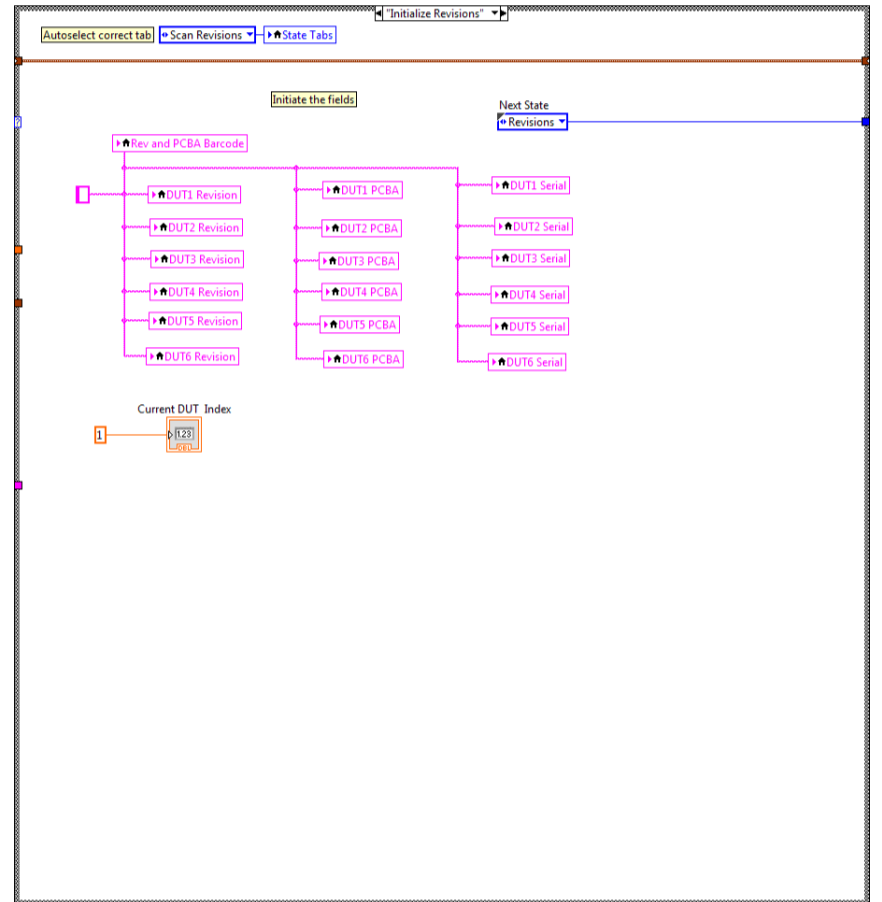 "Initialize Revisions"
Autoselect correct tab
Scan Revisions
State Tabs
Initiate the fields
Next State
Revisions
Rev and PCBA Barcode
DUT1 Revision
DUT1 PCBA
DUT1 Serial
DUT2 Revision
DUT2 PCBA
DUT2 Serial
DUT3 Revision
DUT3 PCBA
DUT3 Serial
DUT4 Revision
DUT4 PCBA
DUT4 Serial
DUT5 Revision
DUT5 PCBA
DUT5 Serial
DUT6 Revision
DUT6 PCBA
DUT6 Serial
Current DUT Index
1
1.23
DBL